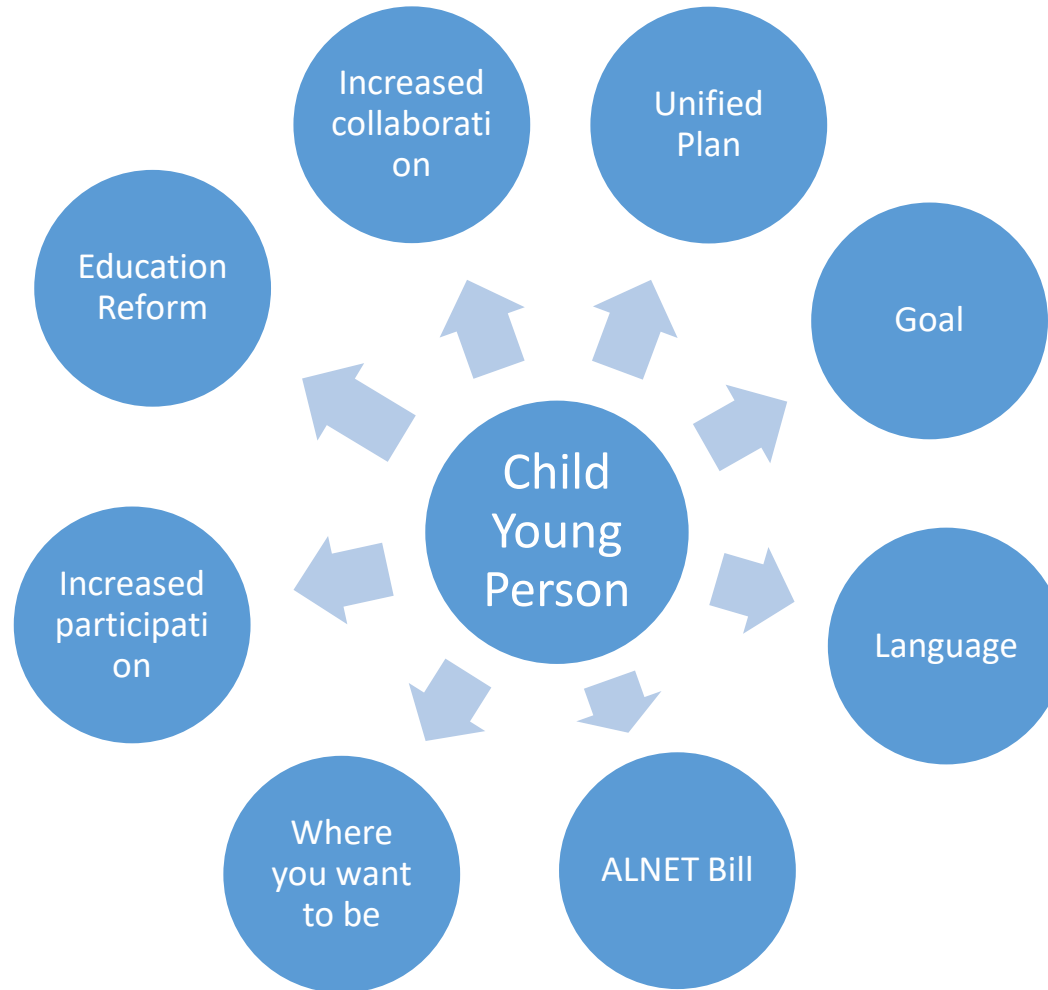 Increased
collaborati
on
Unified
Plan
Education
Reform
Goal
Child
Young
Person
Increased
participati
on
Language
Where
you want
to be
ALNET Bill